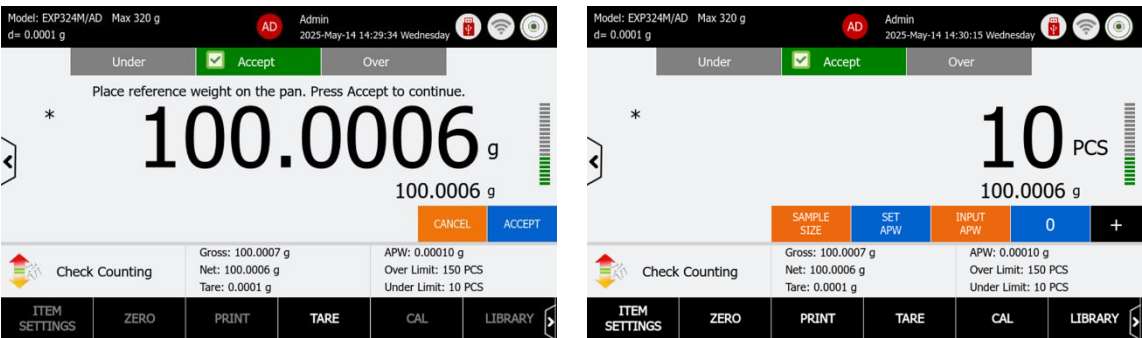 Model: EXP324M/AD Max 320 g
d= 0.0001 g
AD
Admin
2025-May-14 14:29:34 Wednesday
Under
Accept
Over
Place reference weight on the pan. Press Accept to continue.
*
100.0006 g
100.0006 g
CANCEL
ACCEPT
Check Counting
Gross: 100.0007 g
Net: 100.0006 g
Tare: 0.0001 g
APW: 0.00010 g
Over Limit: 150 PCS
Under Limit: 10 PCS
ITEM
SETTINGS
ZERO
PRINT
TARE
CAL
LIBRARY
Model: EXP324M/AD Max 320 g
d= 0.0001 g
AD
Admin
2025-May-14 14:30:15 Wednesday
Under
Accept
Over
*
10 PCS
100.0006 g
SAMPLE
SIZE
SET
APW
INPUT
APW
0
+
Check Counting
Gross: 100.0007 g
Net: 100.0006 g
Tare: 0.0001 g
APW: 0.00010 g
Over Limit: 150 PCS
Under Limit: 10 PCS
ITEM
SETTINGS
ZERO
PRINT
TARE
CAL
LIBRARY